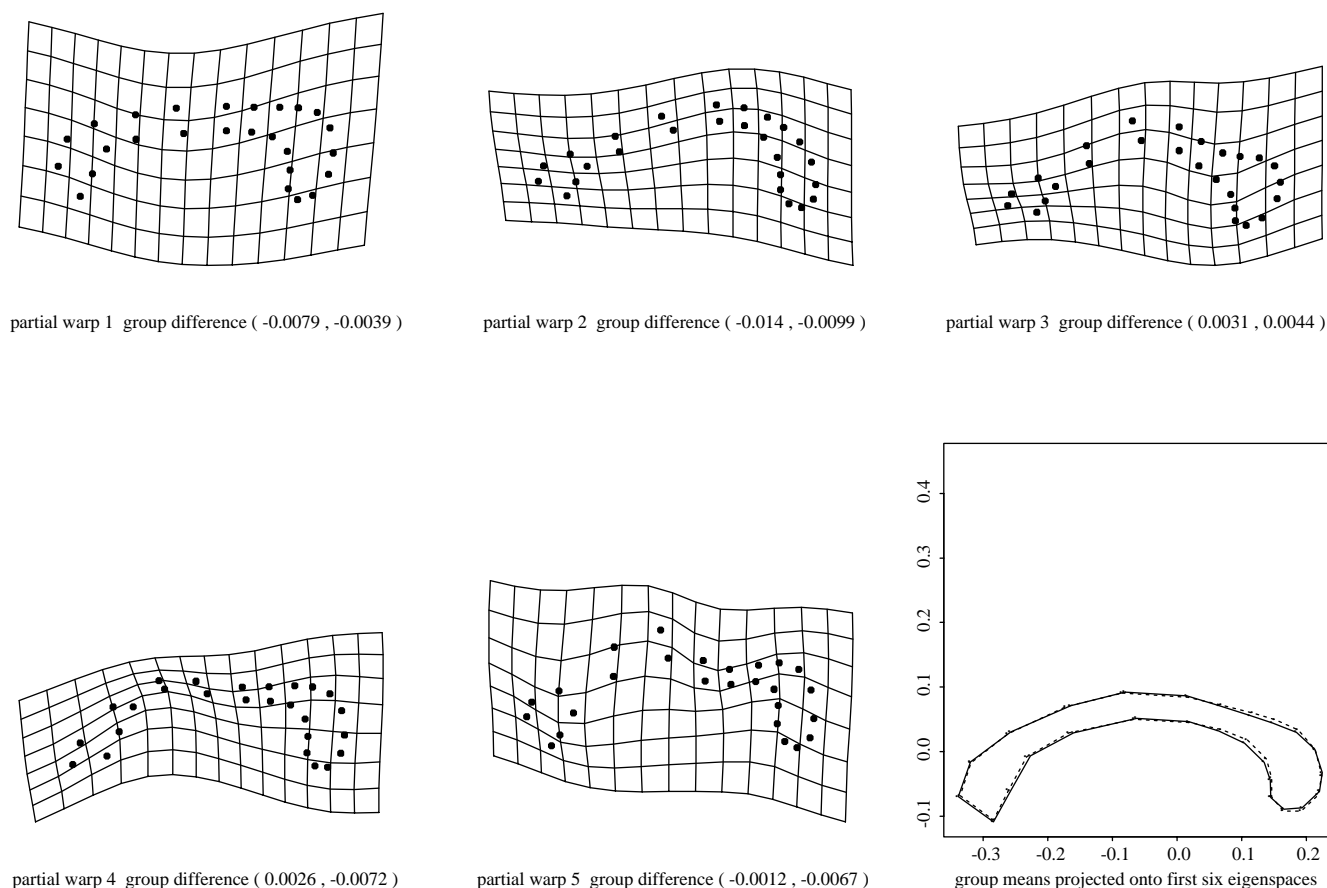 partial warp 1 group difference ( -0.0079 , -0.0039 )
partial warp 2 group difference ( -0.014 , -0.0099 )
partial warp 3 group difference ( 0.0031 , 0.0044 )
0.4
0.3
0.2
0.1
0.0
-0.1
-0.3 -0.2 -0.1 0.0 0.1 0.2
partial warp 4 group difference ( 0.0026 , -0.0072 )
partial warp 5 group difference ( -0.0012 , -0.0067 )
group means projected onto first six eigenspaces